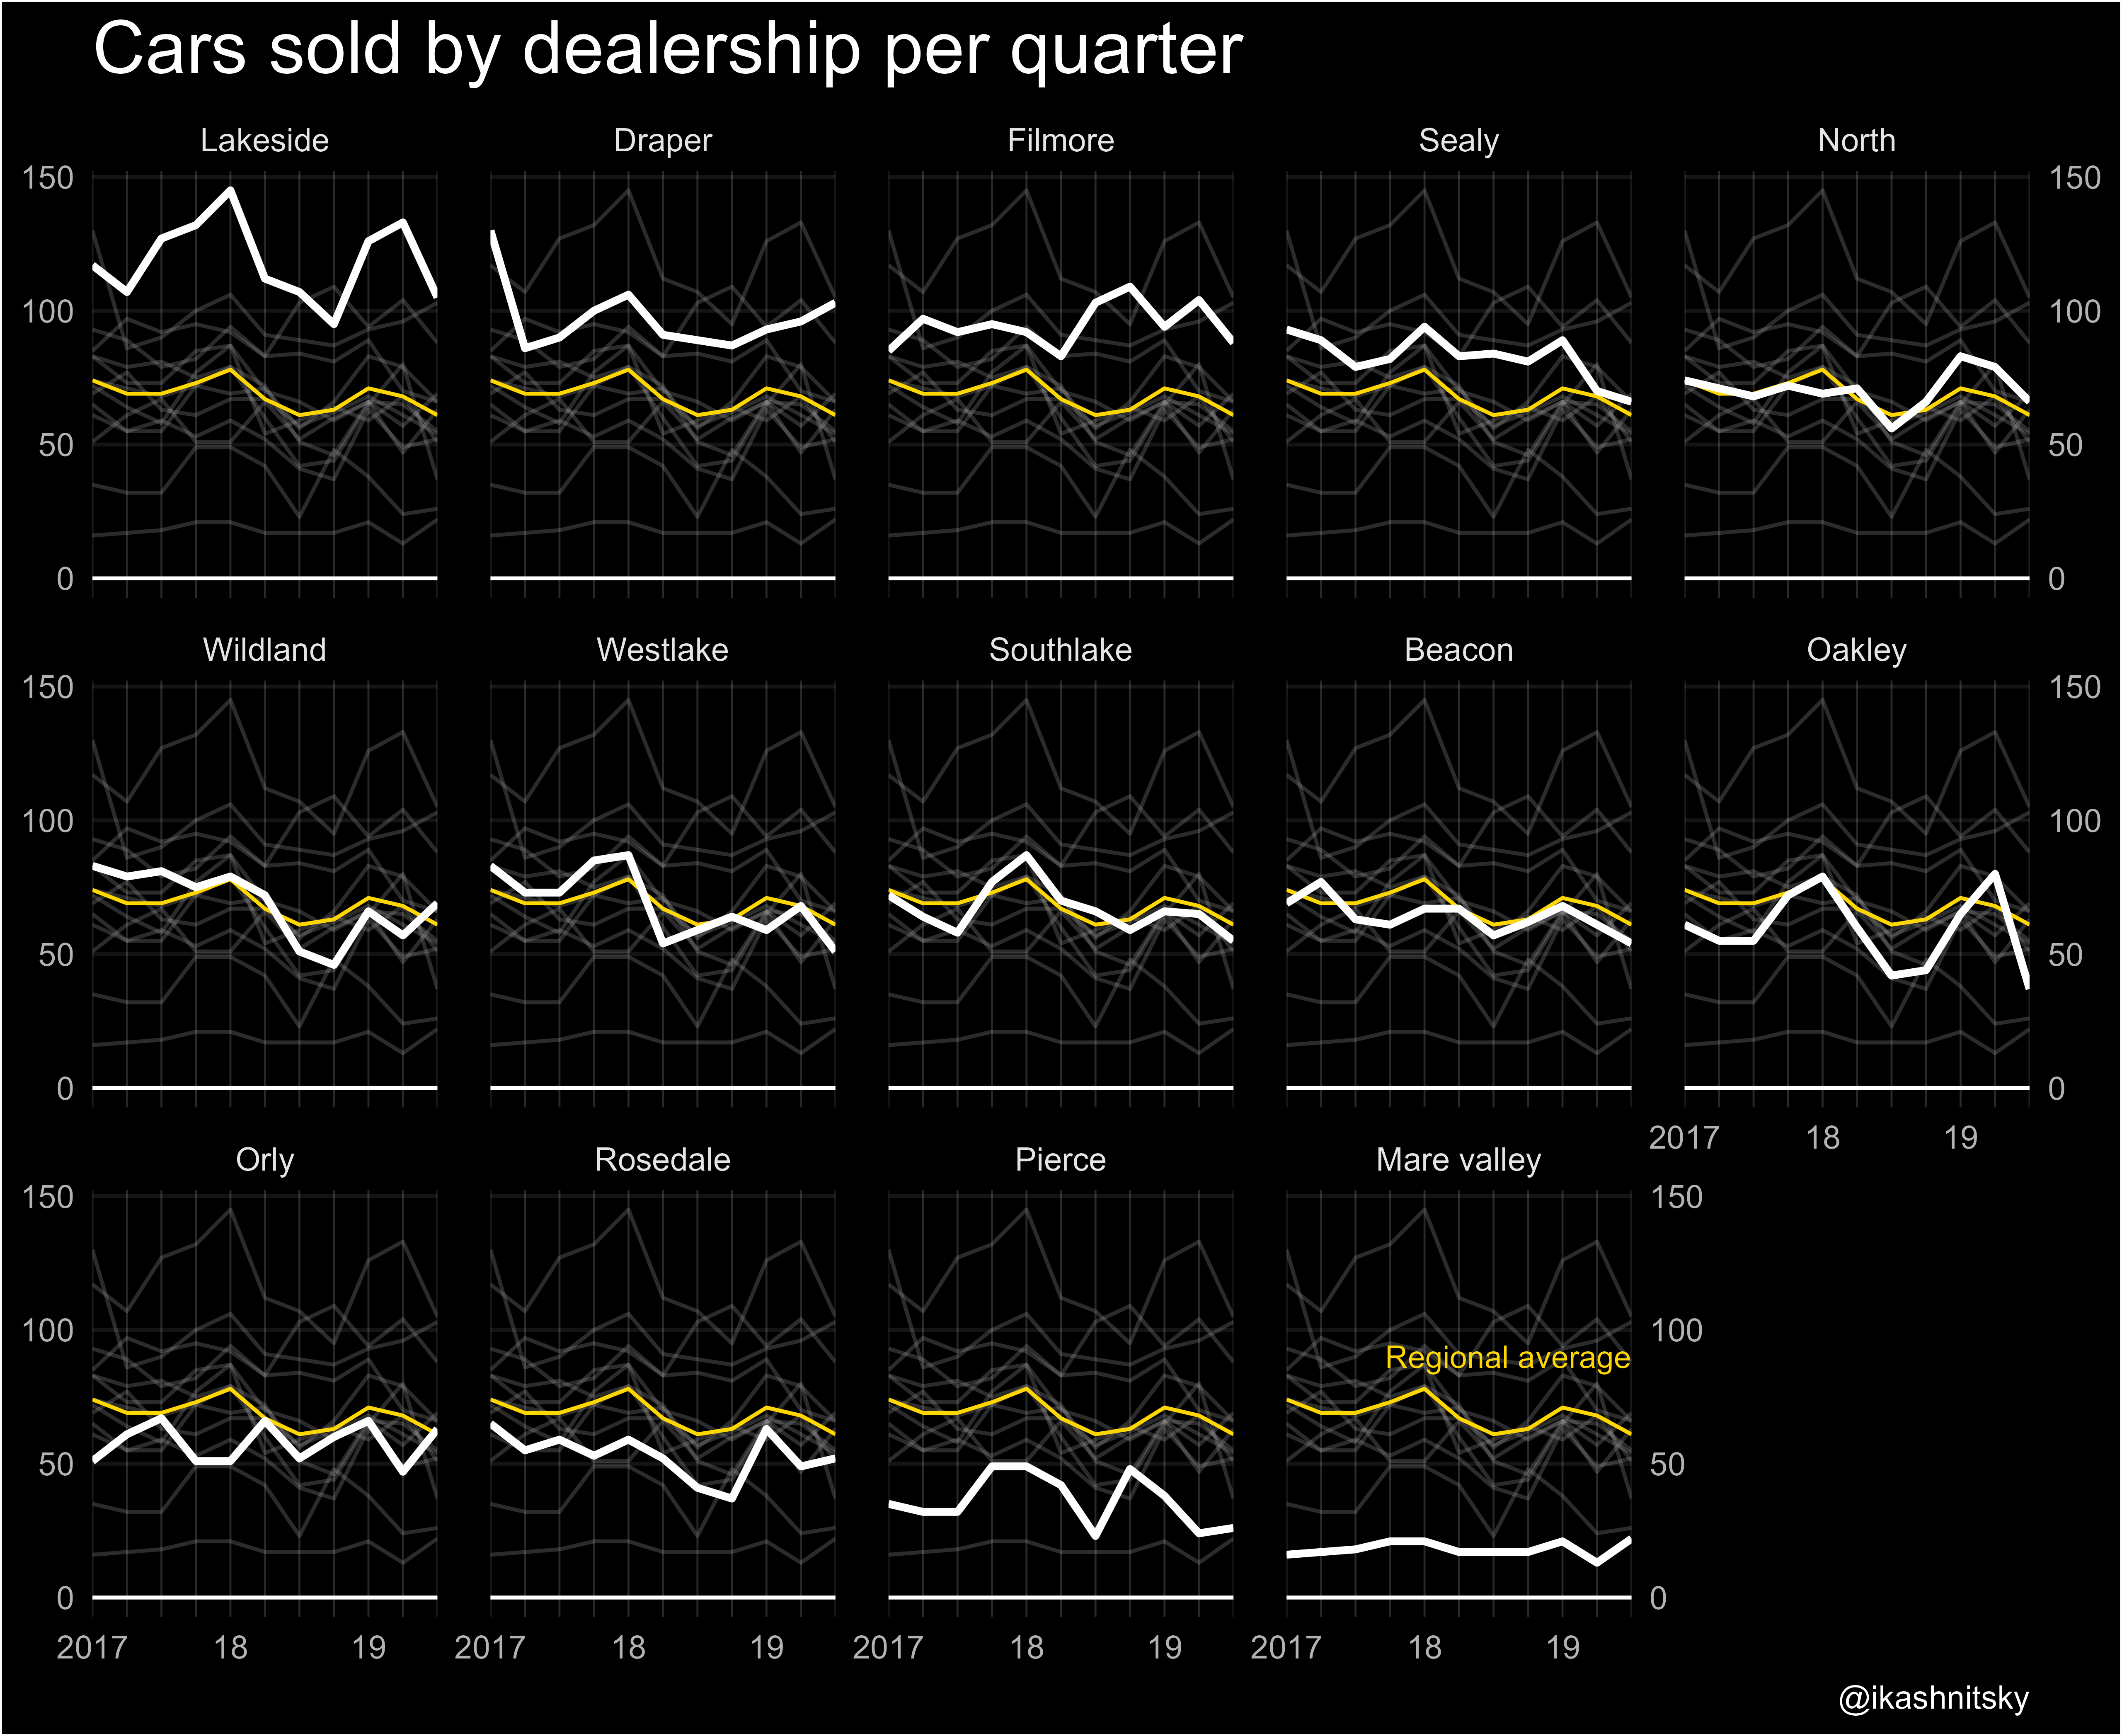 Cars sold by dealership per quarter
Lakeside Draper Filmore Sealy North
150 150
100 100
50 50
0 0
Wildland Westlake Southlake Beacon Oakley
150 150
100 100
50 50
0 0
2017 18 19
Orly Rosedale Pierce Mare valley
150 150
100 100
Regional average
50 50
0 0
2017 18 19 2017 18 19 2017 18 19 2017 18 19
@ikashnitsky